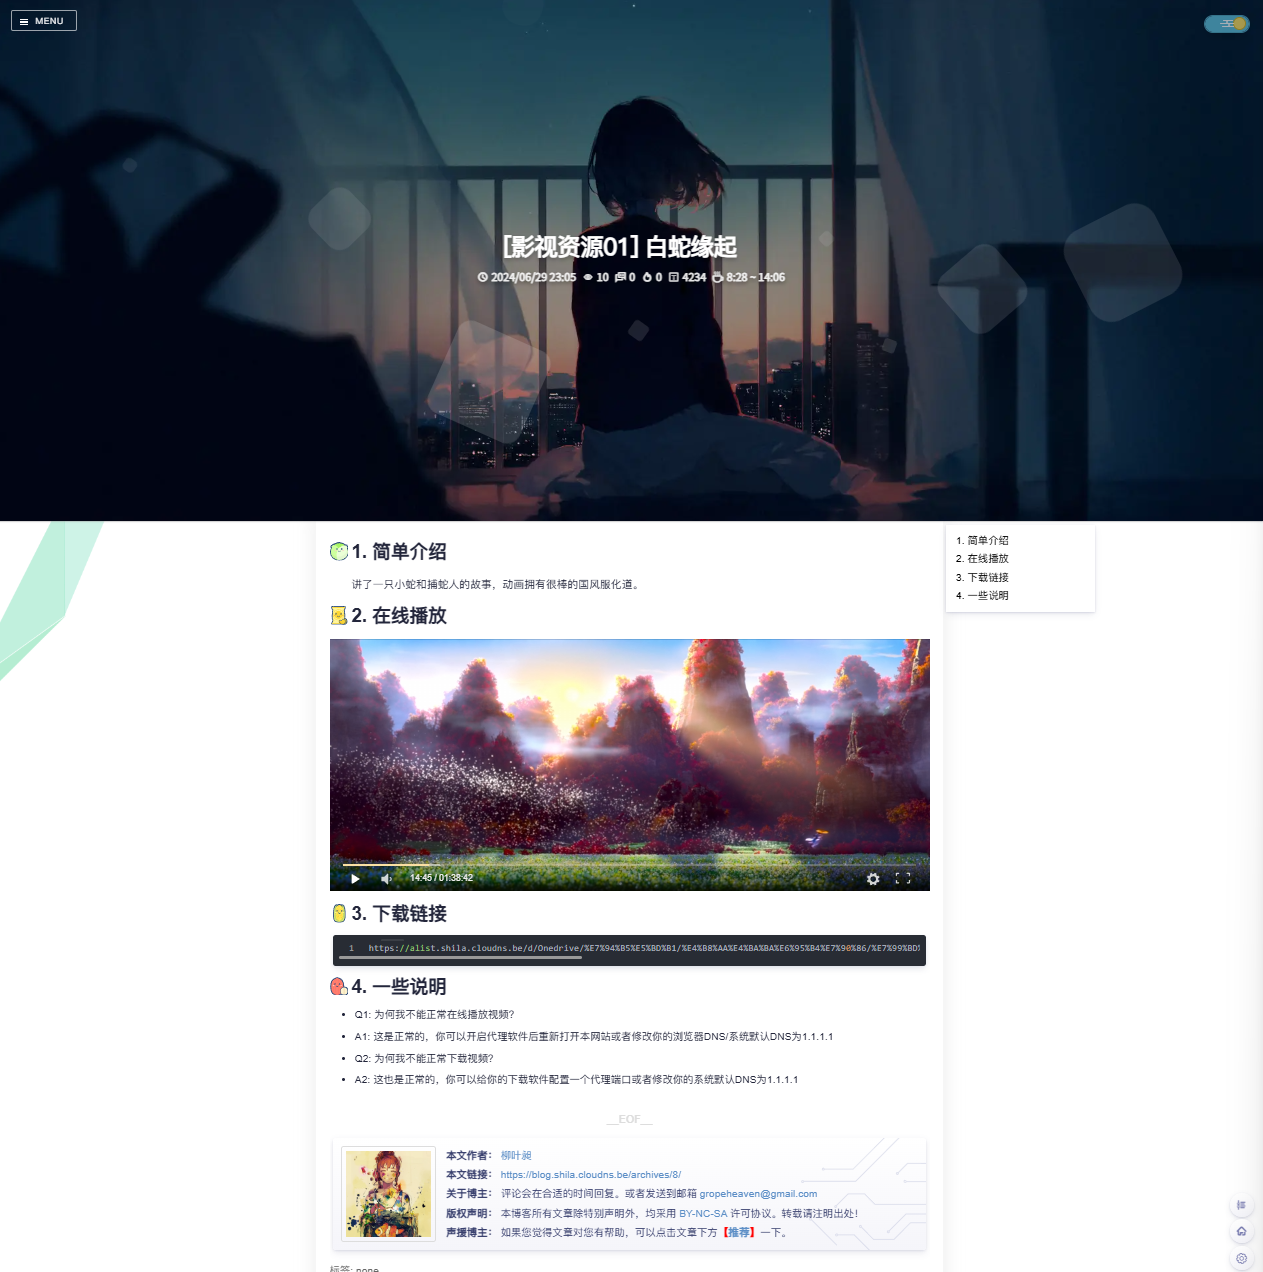 MENU
[影视资源01] 白蛇缘起
2024/06/29 23:05 10 0 0 4234 8:28 ~ 14:06
1. 简单介绍
讲了一只小蛇和捕蛇人的故事，动画拥有很棒的国风服化道。
2. 在线播放
14:45 / 01:38:42
3. 下载链接
1 https://alist.shila.cloudns.be/d/Onedrive/%E7%94%B5%E5%BD%B1/%E4%B8%AA%E4%BA%BA%E6%95%B4%E7%90%86/%E7%99%BD%
4. 一些说明
Q1: 为何我不能正常在线播放视频？
A1: 这是正常的，你可以开启代理软件后重新打开本网站或者修改你的浏览器DNS/系统默认DNS为1.1.1.1
Q2: 为何我不能正常下载视频？
A2: 这也是正常的，你可以给你的下载软件配置一个代理端口或者修改你的系统默认DNS为1.1.1.1
__EOF__
本文作者： 柳叶昶
本文链接： https://blog.shila.cloudns.be/archives/8/
关于博主： 评论会在合适的时间回复。或者发送到邮箱 gropeheaven@gmail.com
版权声明： 本博客所有文章除特别声明外，均采用 BY-NC-SA 许可协议。转载请注明出处！
声援博主： 如果您觉得文章对您有帮助，可以点击文章下方【推荐】一下。
标签: none
1. 简单介绍
2. 在线播放
3. 下载链接
4. 一些说明